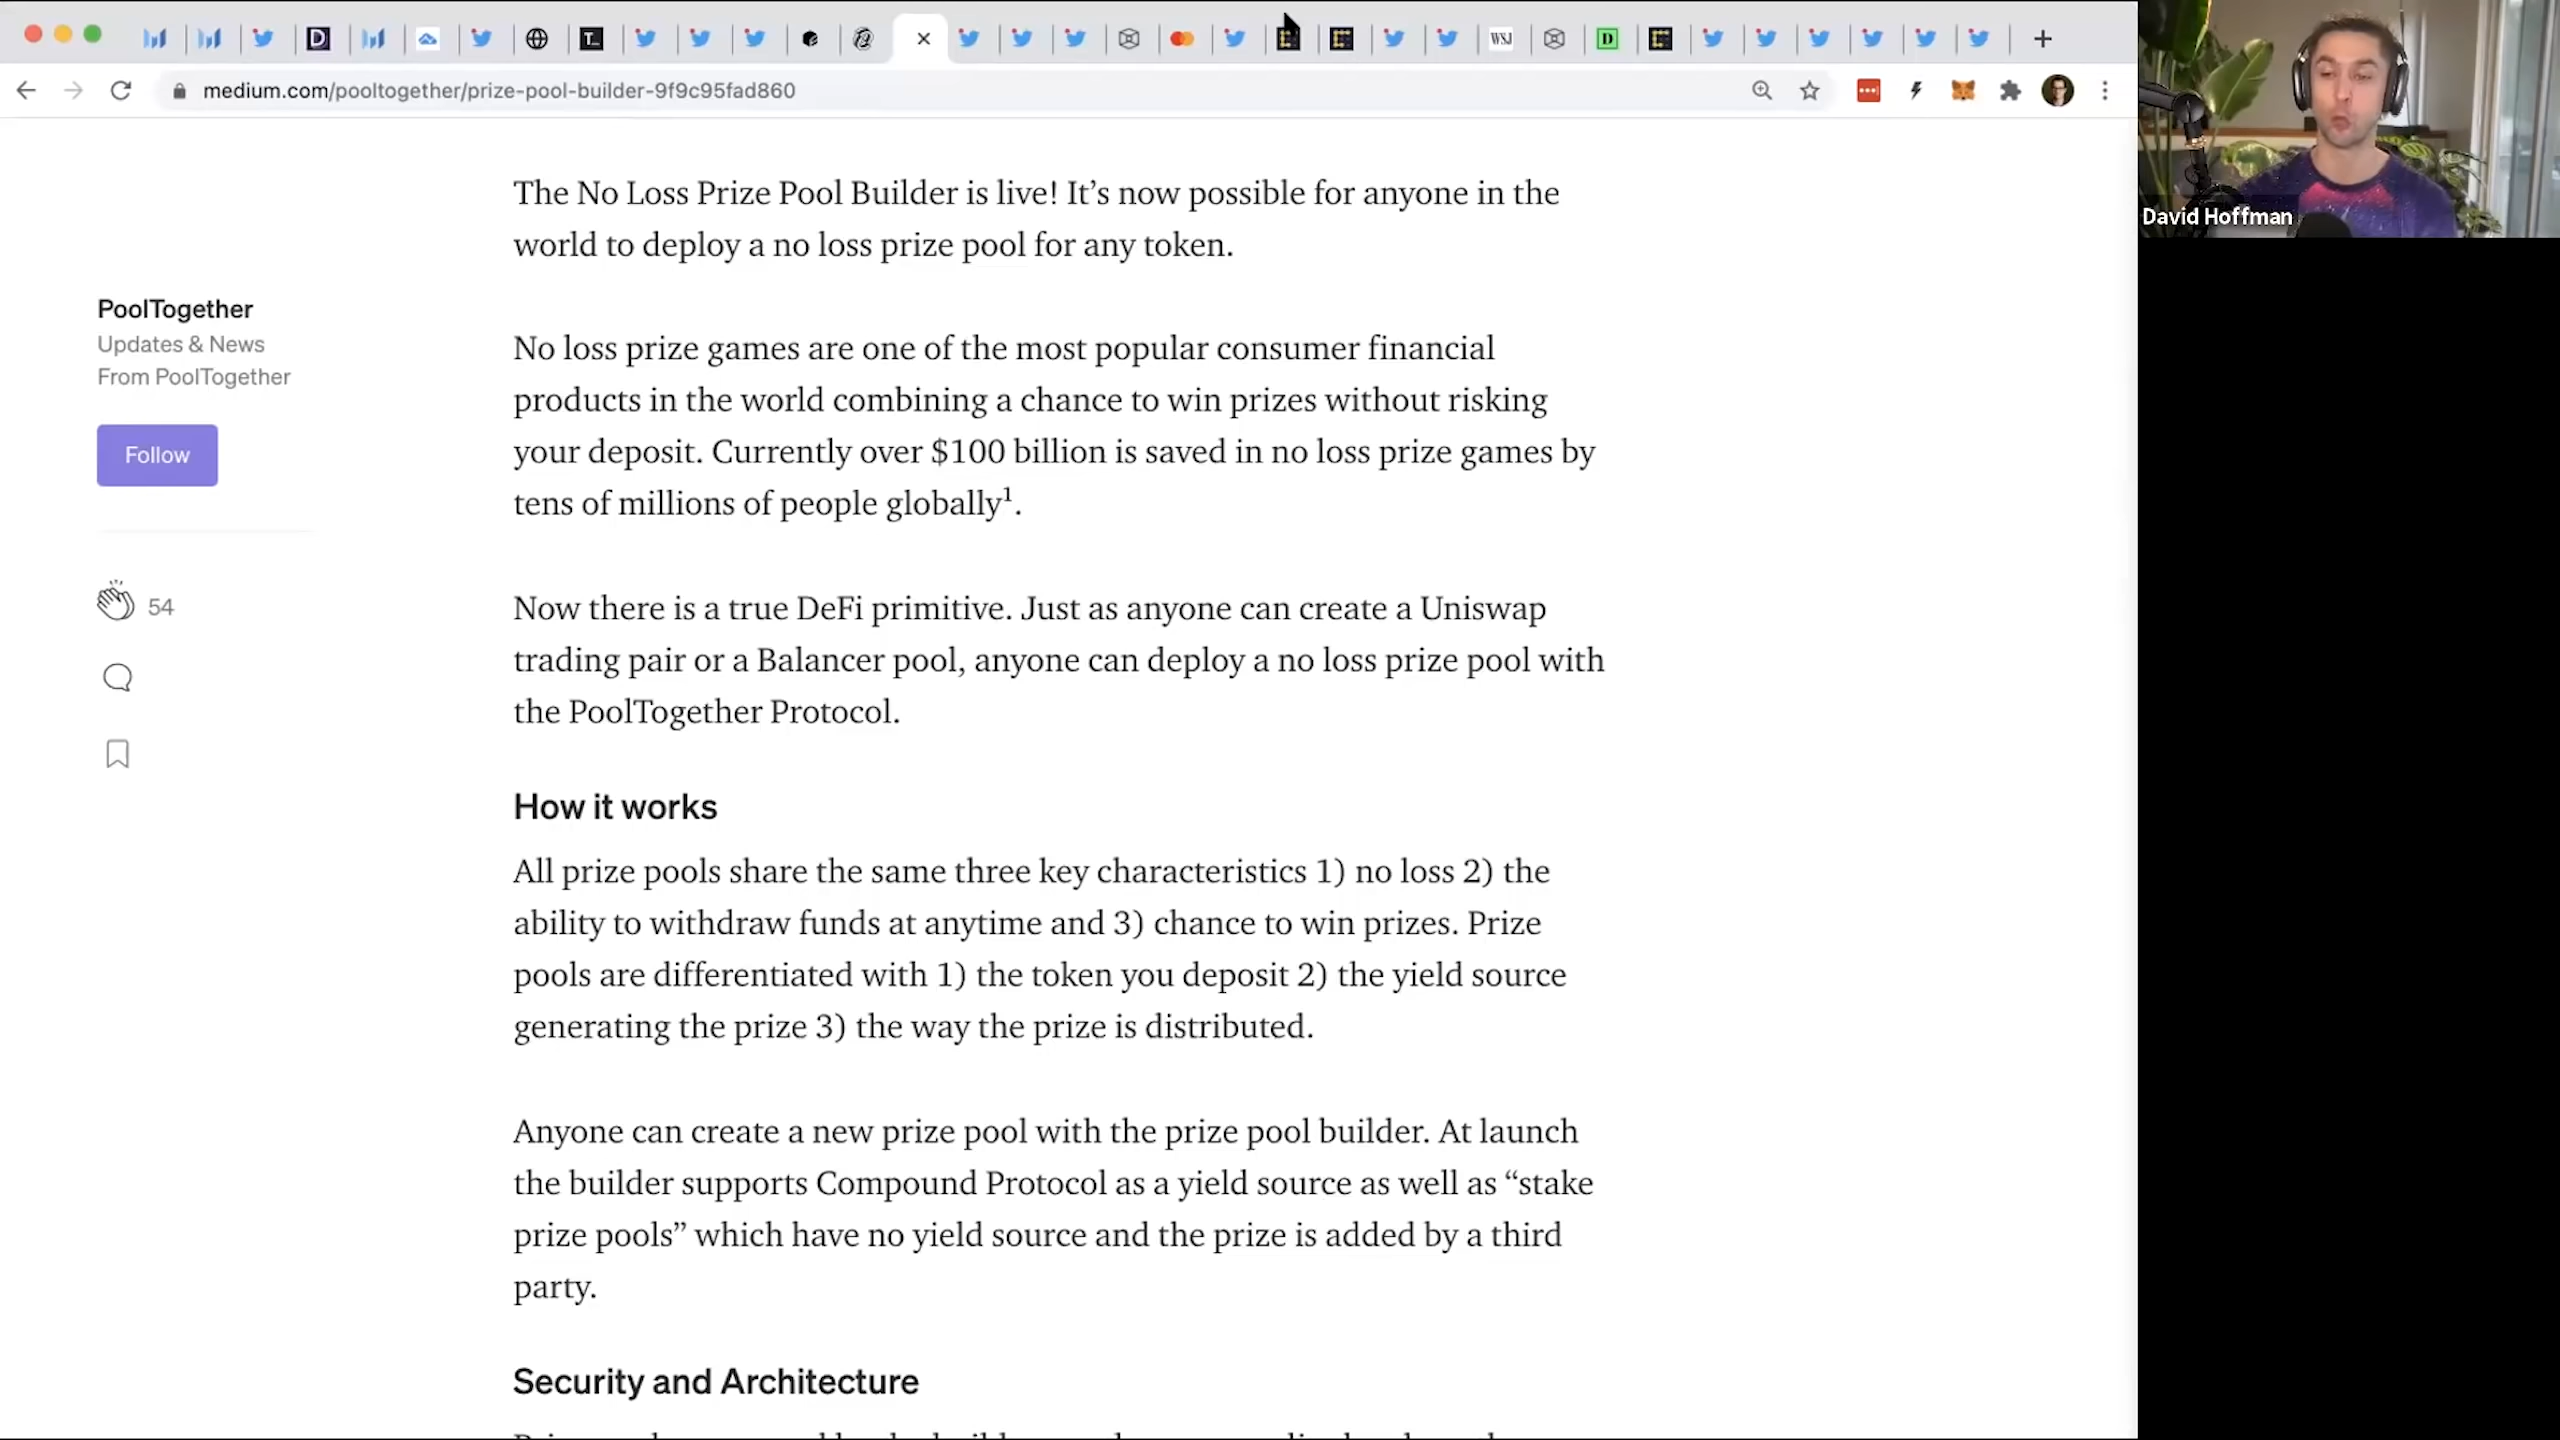 D
T_
WSJ
D
medium.com/pooltogether/prize-pool-builder-9f9c95fad860
David Hoffman
The No Loss Prize Pool Builder is live! It’s now possible for anyone in the
world to deploy a no loss prize pool for any token.
PoolTogether
Updates & News
From PoolTogether
Follow
54
No loss prize games are one of the most popular consumer financial
products in the world combining a chance to win prizes without risking
your deposit. Currently over $100 billion is saved in no loss prize games by
tens of millions of people globally¹.
Now there is a true DeFi primitive. Just as anyone can create a Uniswap
trading pair or a Balancer pool, anyone can deploy a no loss prize pool with
the PoolTogether Protocol.
How it works
All prize pools share the same three key characteristics 1) no loss 2) the
ability to withdraw funds at anytime and 3) chance to win prizes. Prize
pools are differentiated with 1) the token you deposit 2) the yield source
generating the prize 3) the way the prize is distributed.
Anyone can create a new prize pool with the prize pool builder. At launch
the builder supports Compound Protocol as a yield source as well as “stake
prize pools” which have no yield source and the prize is added by a third
party.
Security and Architecture